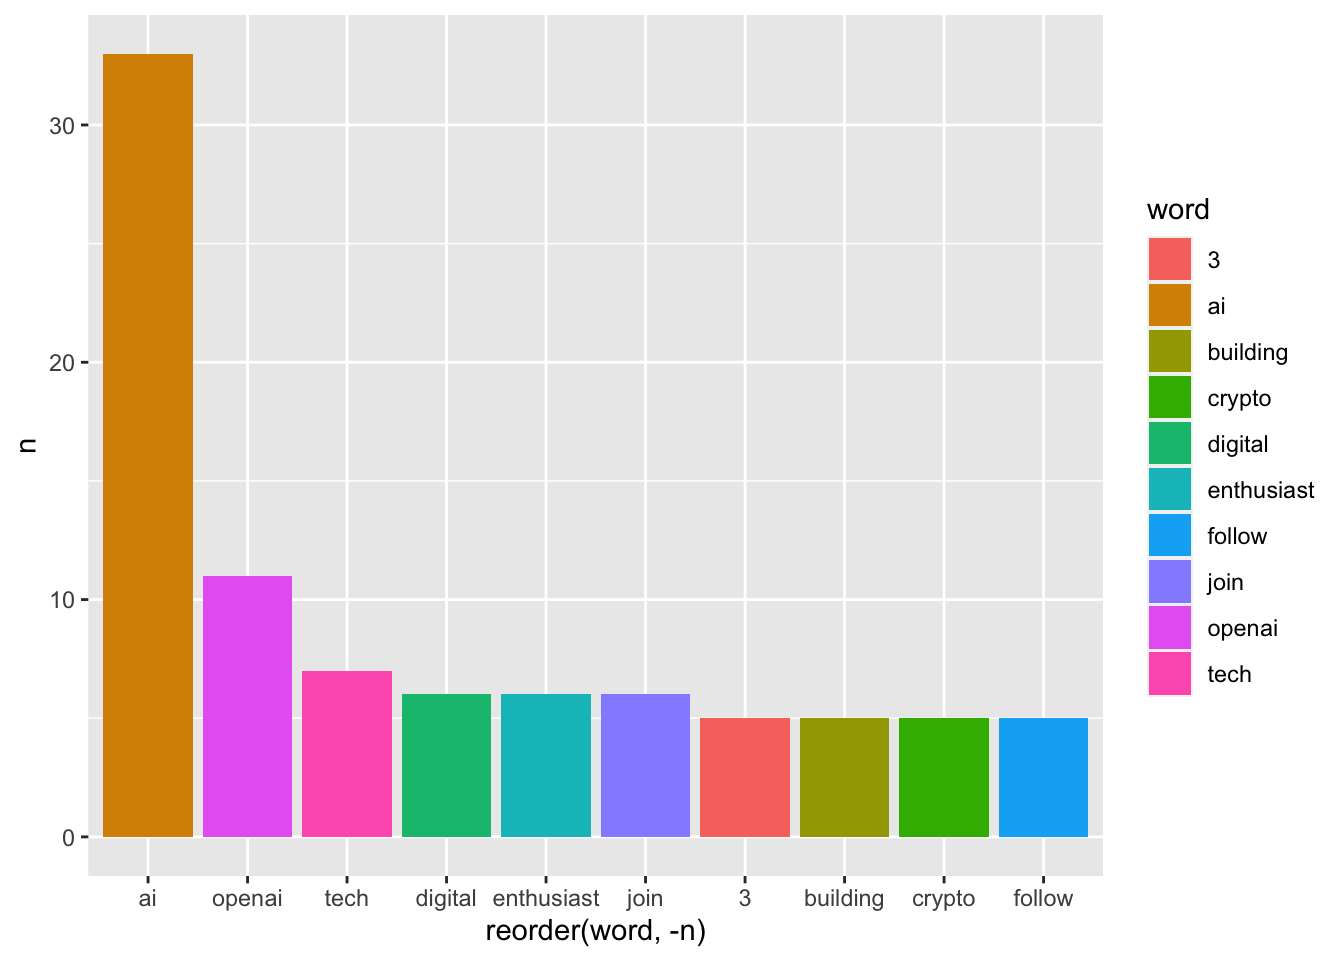 30
20
10
0
n
ai openai tech digital enthusiast join 3 building crypto follow
reorder(word, -n)
word
3
ai
building
crypto
digital
enthusiast
follow
join
openai
tech